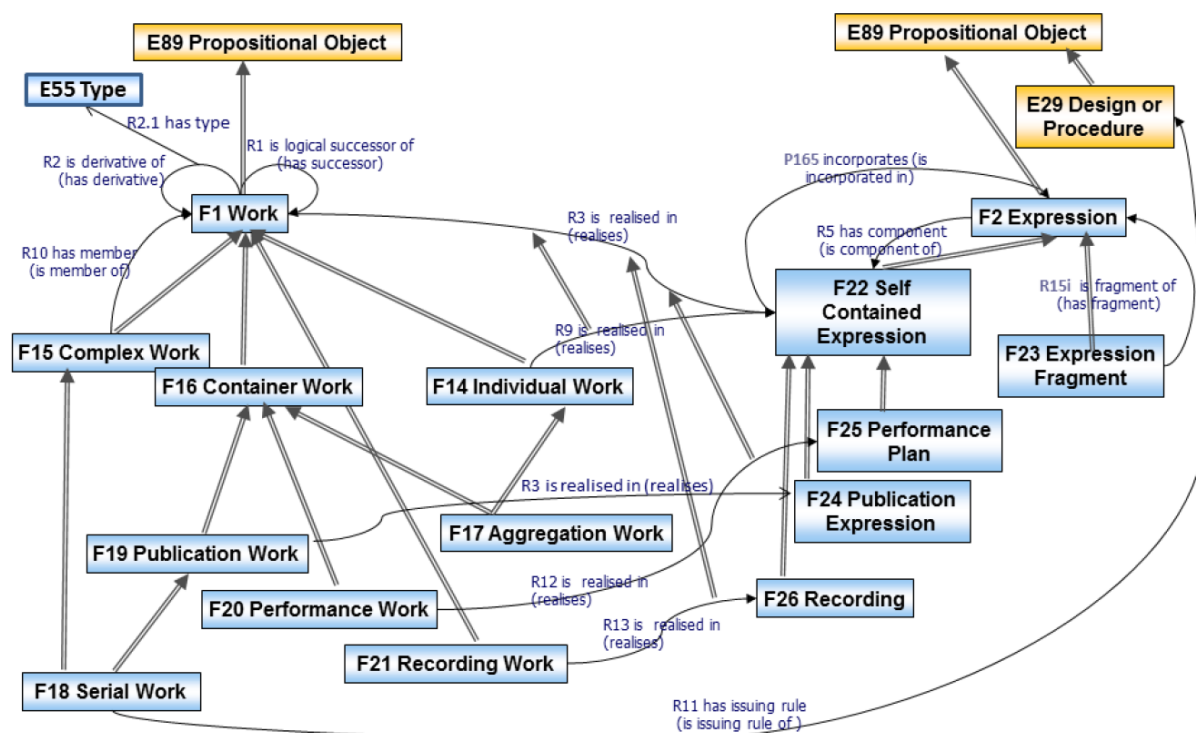 E89 Propositional Object
E89 Propositional Object
E55 Type
E29 Design or
Procedure
R2.1 has type
R2 is derivative of
(has derivative)
R1 is logical successor of
(has successor)
P165 incorporates (is
incorporated in)
F1 Work
F2 Expression
R3 is realised in
(realises)
R5 has component
(is component of)
R10 has member
(is member of)
F22 Self
Contained
Expression
R15i is fragment of
(has fragment)
R9 is realised in
(realises)
F15 Complex Work
F16 Container Work
F14 Individual Work
F23 Expression
Fragment
F25 Performance
Plan
R3 is realised in (realises)
F24 Publication
Expression
F17 Aggregation Work
F19 Publication Work
R12 is realised in
(realises)
F20 Performance Work
F26 Recording
R13 is realised in
(realises)
F21 Recording Work
F18 Serial Work
R11 has issuing rule
(is issuing rule of.)